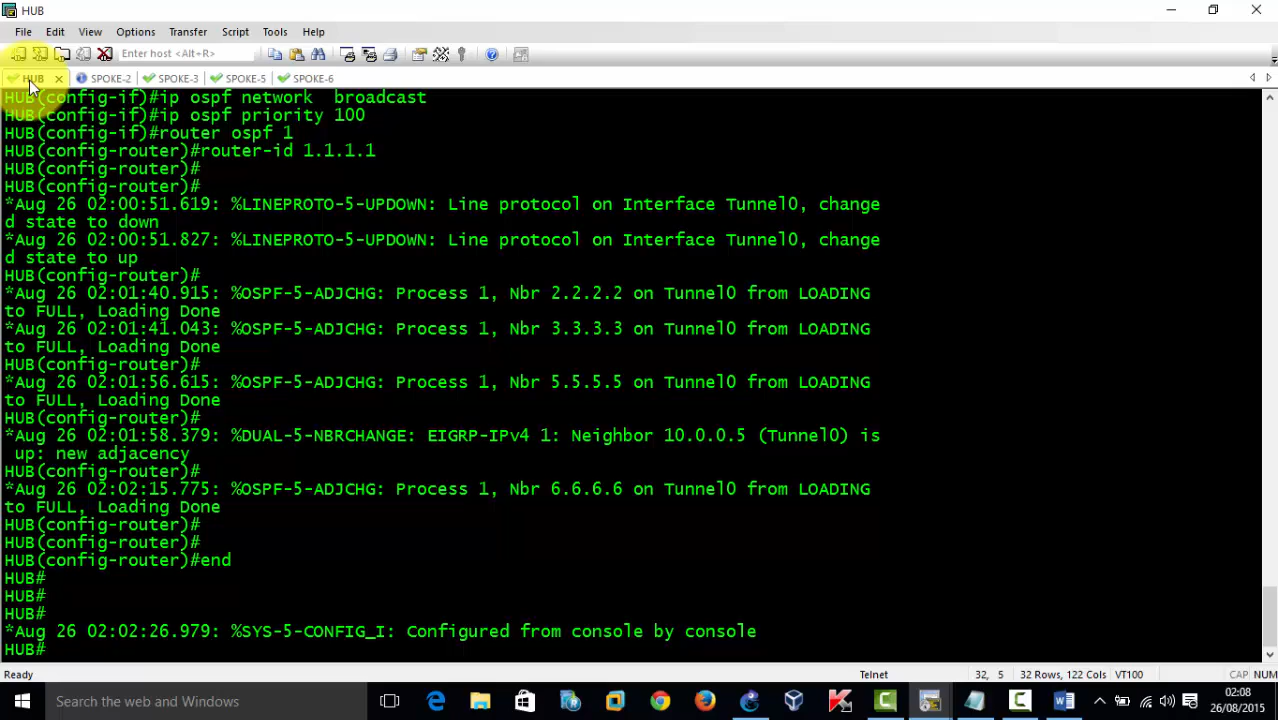 HUB
File Edit View Options Transfer Script Tools Help
Enter host <Alt+R>
HUB SPOKE-2 SPOKE-3 SPOKE-5 SPOKE-6
HUB(config-if)#ip ospf network  broadcast
HUB(config-if)#ip ospf priority 100
HUB(config-if)#router ospf 1
HUB(config-router)#router-id 1.1.1.1
HUB(config-router)#
HUB(config-router)#
*Aug 26 02:00:51.619: %LINEPROTO-5-UPDOWN: Line protocol on Interface Tunnel0, change
d state to down
*Aug 26 02:00:51.827: %LINEPROTO-5-UPDOWN: Line protocol on Interface Tunnel0, change
d state to up
HUB(config-router)#
*Aug 26 02:01:40.915: %OSPF-5-ADJCHG: Process 1, Nbr 2.2.2.2 on Tunnel0 from LOADING
to FULL, Loading Done
*Aug 26 02:01:41.043: %OSPF-5-ADJCHG: Process 1, Nbr 3.3.3.3 on Tunnel0 from LOADING
to FULL, Loading Done
HUB(config-router)#
*Aug 26 02:01:56.615: %OSPF-5-ADJCHG: Process 1, Nbr 5.5.5.5 on Tunnel0 from LOADING
to FULL, Loading Done
HUB(config-router)#
*Aug 26 02:01:58.379: %DUAL-5-NBRCHANGE: EIGRP-IPv4 1: Neighbor 10.0.0.5 (Tunnel0) is
up: new adjacency
HUB(config-router)#
*Aug 26 02:02:15.775: %OSPF-5-ADJCHG: Process 1, Nbr 6.6.6.6 on Tunnel0 from LOADING
to FULL, Loading Done
HUB(config-router)#
HUB(config-router)#
HUB(config-router)#end
HUB#
HUB#
HUB#
*Aug 26 02:02:26.979: %SYS-5-CONFIG_I: Configured from console by console
HUB#
Ready Telnet 32, 5 32 Rows, 122 Cols VT100 CAP NUM
Search the web and Windows
02:08
26/08/2015